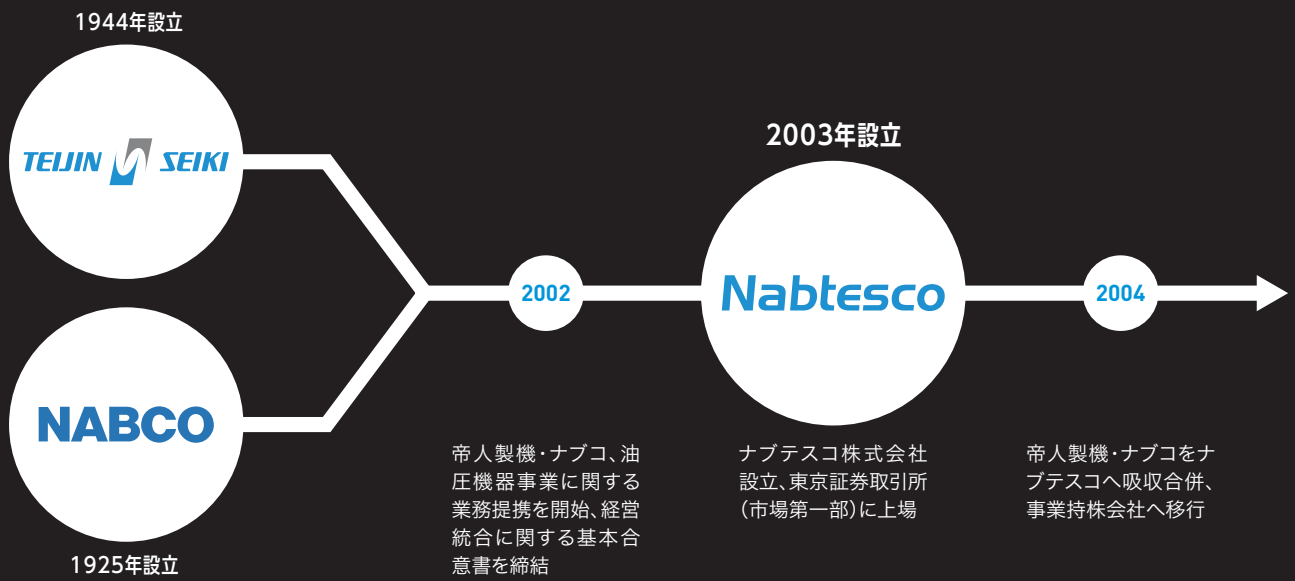 1944年設立
TEIJIN SEIKI
NABCO
1925年設立
2002
帝人製機・ナブコ、油
圧機器事業に関する
業務提携を開始、経営
統合に関する基本合
意書を締結
2003年設立
Nabtesco
ナブテスコ株式会社
設立、東京証券取引所
（市場第一部）に上場
2004
帝人製機・ナブコをナ
ブテスコへ吸収合併、
事業持株会社へ移行